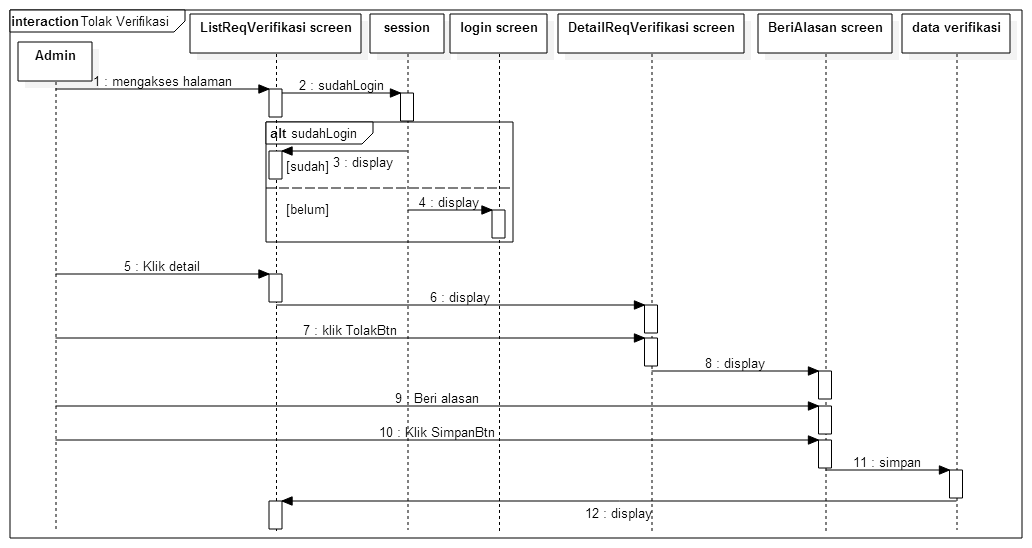 interaction Tolak Verifikasi
ListReqVerifikasi screen
session
login screen
DetailReqVerifikasi screen
BeriAlasan screen
data verifikasi
Admin
1 : mengakses halaman
2 : sudahLogin
alt sudahLogin
[sudah]
3 : display
[belum]
4 : display
5 : Klik detail
6 : display
7 : klik TolakBtn
8 : display
9 : Beri alasan
10 : Klik SimpanBtn
11 : simpan
12 : display